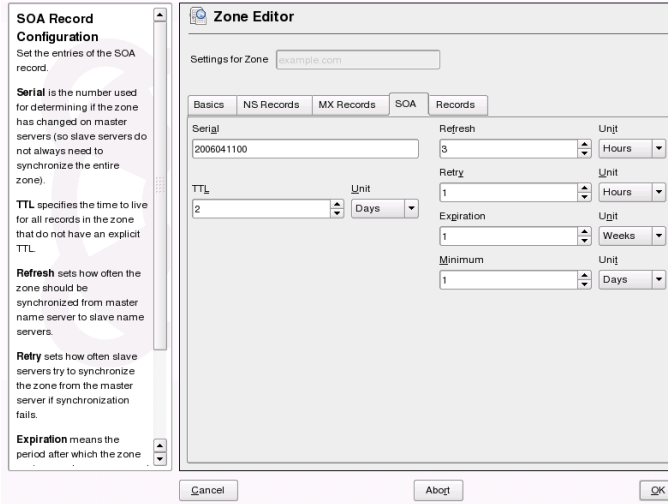 SOA Record
Configuration
Set the entries of the SOA
record.
Serial is the number used
for determining if the zone
has changed on master
servers (so slave servers do
not always need to
synchronize the entire
zone).
TTL specifies the time to live
for all records in the zone
that do not have an explicit
TTL.
Refresh sets how often the
zone should be
synchronized from master
name server to slave name
servers.
Retry sets how often slave
servers try to synchronize
the zone from the master
server if synchronization
fails.
Expiration means the
period after which the zone
Zone Editor
Settings for Zone example.com
Basics NS Records MX Records SOA Records
Serial
2006041100
TTL Unit
2 Days
Refresh Unit
3 Hours
Retry Unit
1 Hours
Expiration Unit
1 Weeks
Minimum Unit
1 Days
Cancel Abort OK